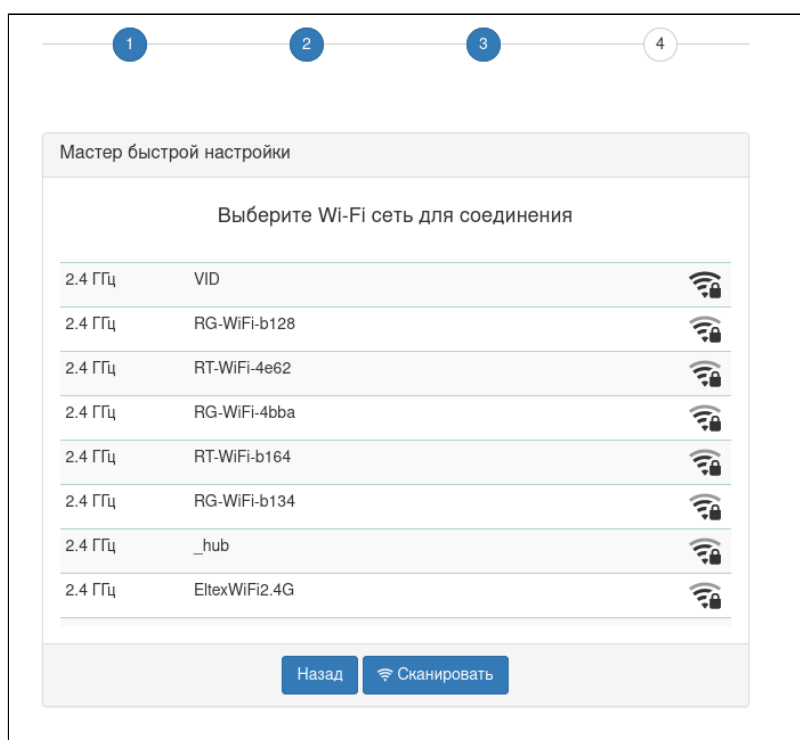 1 2 3 4
Мастер быстрой настройки
Выберите Wi-Fi сеть для соединения
2.4 ГГц VID
2.4 ГГц RG-WiFi-b128
2.4 ГГц RT-WiFi-4e62
2.4 ГГц RG-WiFi-4bba
2.4 ГГц RT-WiFi-b164
2.4 ГГц RG-WiFi-b134
2.4 ГГц _hub
2.4 ГГц EltexWiFi2.4G
Назад Сканировать